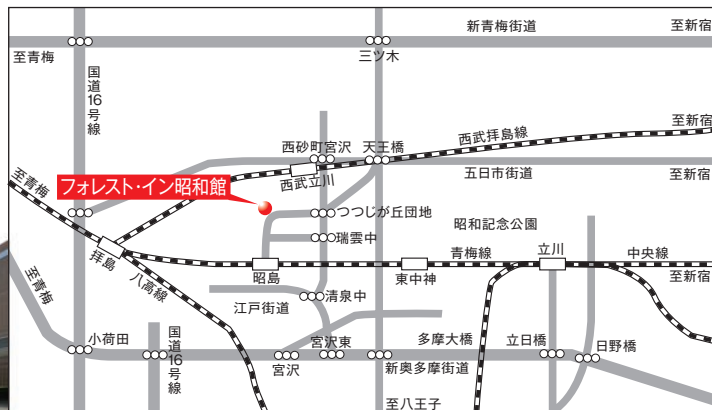 新青梅街道
至新宿
至青梅
三ツ木
国道16号線
西砂町宮沢
天王橋
西武拝島線
至新宿
西武立川
五日市街道
至新宿
至青梅
フォレスト・イン昭和館
つつじが丘団地
昭和記念公園
瑞雲中
青梅線
立川
中央線
拝島
昭島
東中神
至新宿
至青梅
八高線
清泉中
江戸街道
小荷田
国道16号線
宮沢
宮沢東
多摩大橋
新奥多摩街道
立日橋
日野橋
至八王子